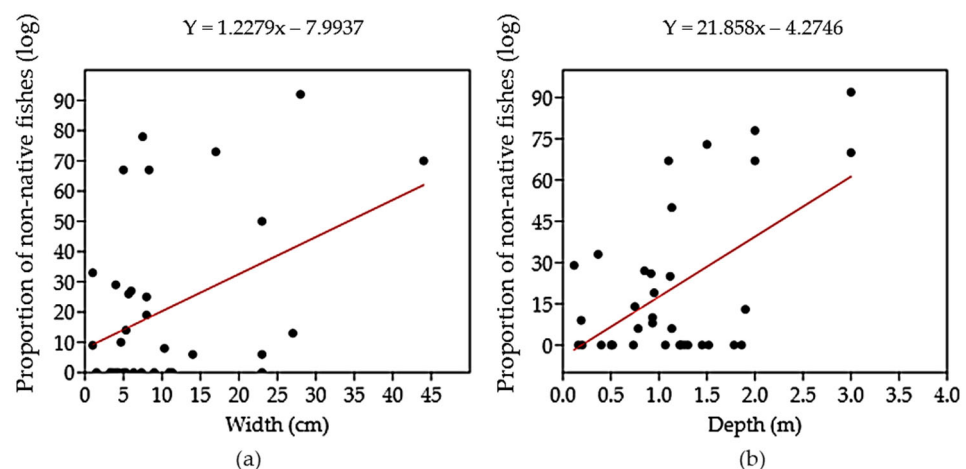 Y = 1.2279x – 7.9937
Proportion of non-native fishes (log)
90
80
70
60
50
40
30
20
10
0
0 5 10 15 20 25 30 35 40 45
Width (cm)
(a)
Y = 21.858x – 4.2746
Proportion of non-native fishes (log)
90
75
60
45
30
15
0
0.0 0.5 1.0 1.5 2.0 2.5 3.0 3.5 4.0
Depth (m)
(b)